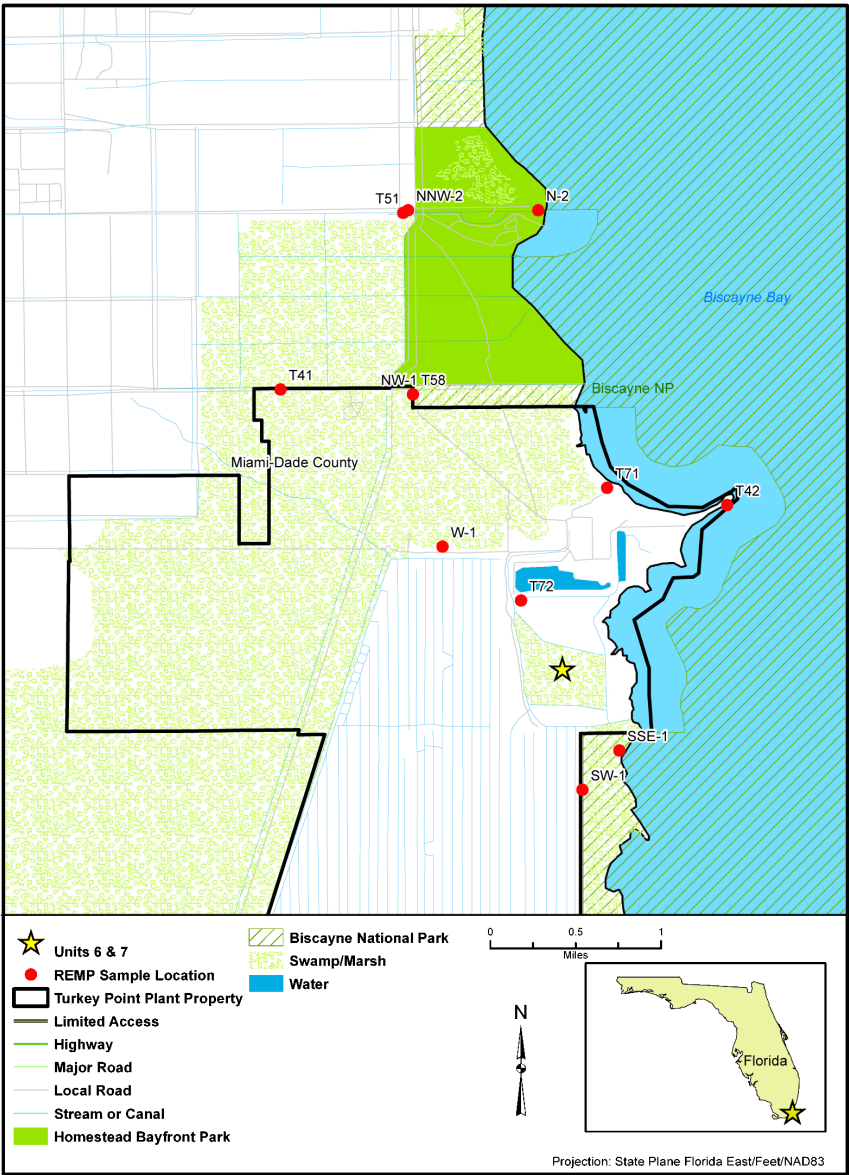 T51 NNW-2 N-2
Biscayne Bay
T41 NW-1 T58
Biscayne NP
Miami-Dade County
T71
T42
W-1
T72
SSE-1
SW-1
Units 6 & 7
REMP Sample Location
Turkey Point Plant Property
Limited Access
Highway
Major Road
Local Road
Stream or Canal
Homestead Bayfront Park
Biscayne National Park
Swamp/Marsh
Water
0 0.5 1
Miles
N
Florida
Projection: State Plane Florida East/Feet/NAD83